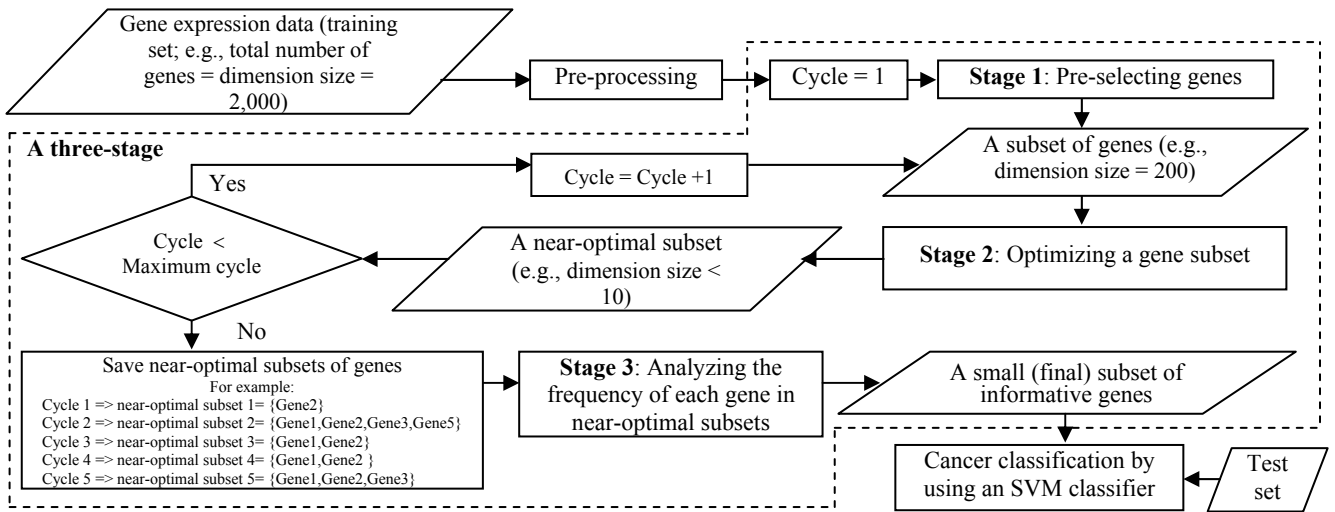 Gene expression data (training
set; e.g., total number of
genes = dimension size =
2,000)
Pre-processing
Cycle = 1
Stage 1: Pre-selecting genes
A three-stage
Yes
Cycle = Cycle +1
A subset of genes (e.g.,
dimension size = 200)
Cycle <
Maximum cycle
A near-optimal subset
(e.g., dimension size <
10)
Stage 2: Optimizing a gene subset
No
Save near-optimal subsets of genes
For example:
Cycle 1 => near-optimal subset 1= {Gene2}
Cycle 2 => near-optimal subset 2= {Gene1,Gene2,Gene3,Gene5}
Cycle 3 => near-optimal subset 3= {Gene1,Gene2}
Cycle 4 => near-optimal subset 4= {Gene1,Gene2 }
Cycle 5 => near-optimal subset 5= {Gene1,Gene2,Gene3}
Stage 3: Analyzing the
frequency of each gene in
near-optimal subsets
A small (final) subset of
informative genes
Cancer classification by
using an SVM classifier
Test
set